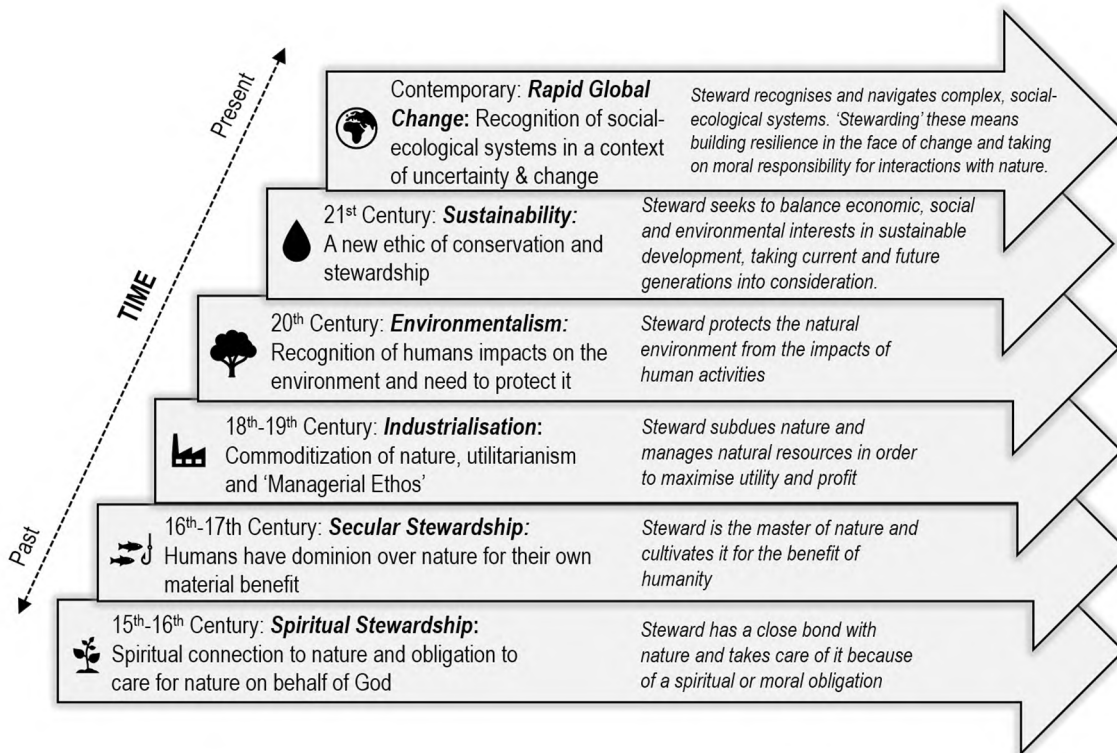 Present
TIME
Past
Contemporary: Rapid Global
Change: Recognition of social-
ecological systems in a context
of uncertainty & change
Steward recognises and navigates complex, social-
ecological systems. ‘Stewarding’ these means
building resilience in the face of change and taking
on moral responsibility for interactions with nature.
21st Century: Sustainability:
A new ethic of conservation and
stewardship
Steward seeks to balance economic, social
and environmental interests in sustainable
development, taking current and future
generations into consideration.
20th Century: Environmentalism:
Recognition of humans impacts on the
environment and need to protect it
Steward protects the natural
environment from the impacts of
human activities
18th-19th Century: Industrialisation:
Commoditization of nature, utilitarianism
and ‘Managerial Ethos’
Steward subdues nature and
manages natural resources in order
to maximise utility and profit
16th-17th Century: Secular Stewardship:
Humans have dominion over nature for their own
material benefit
Steward is the master of nature and
cultivates it for the benefit of
humanity
15th-16th Century: Spiritual Stewardship:
Spiritual connection to nature and obligation to
care for nature on behalf of God
Steward has a close bond with
nature and takes care of it because
of a spiritual or moral obligation